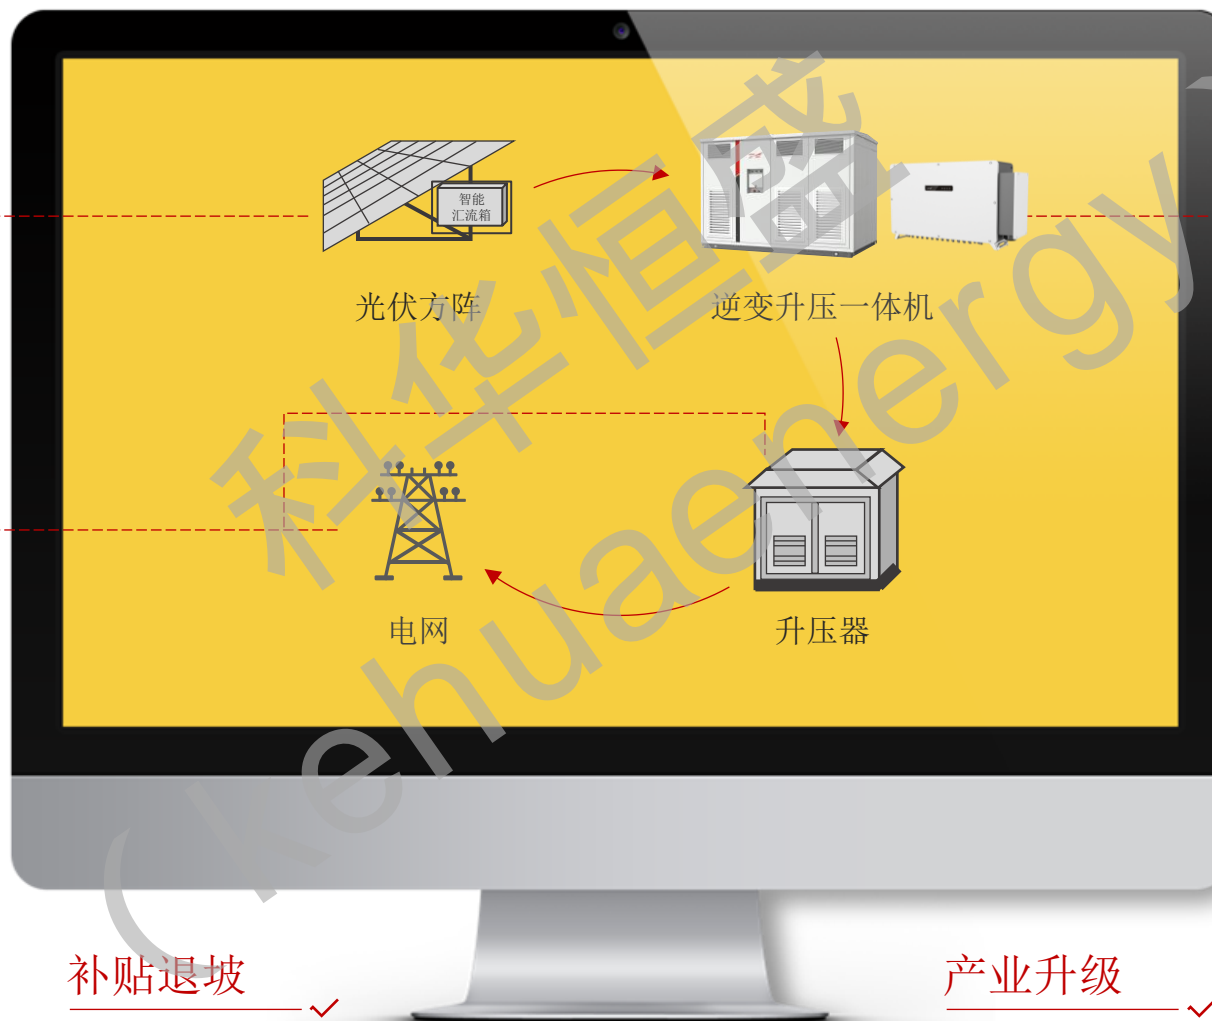 智能
汇流箱
光伏方阵
逆变升压一体机
电网
升压器
科华恒盛
(kehuaenergy)
补贴退坡
产业升级